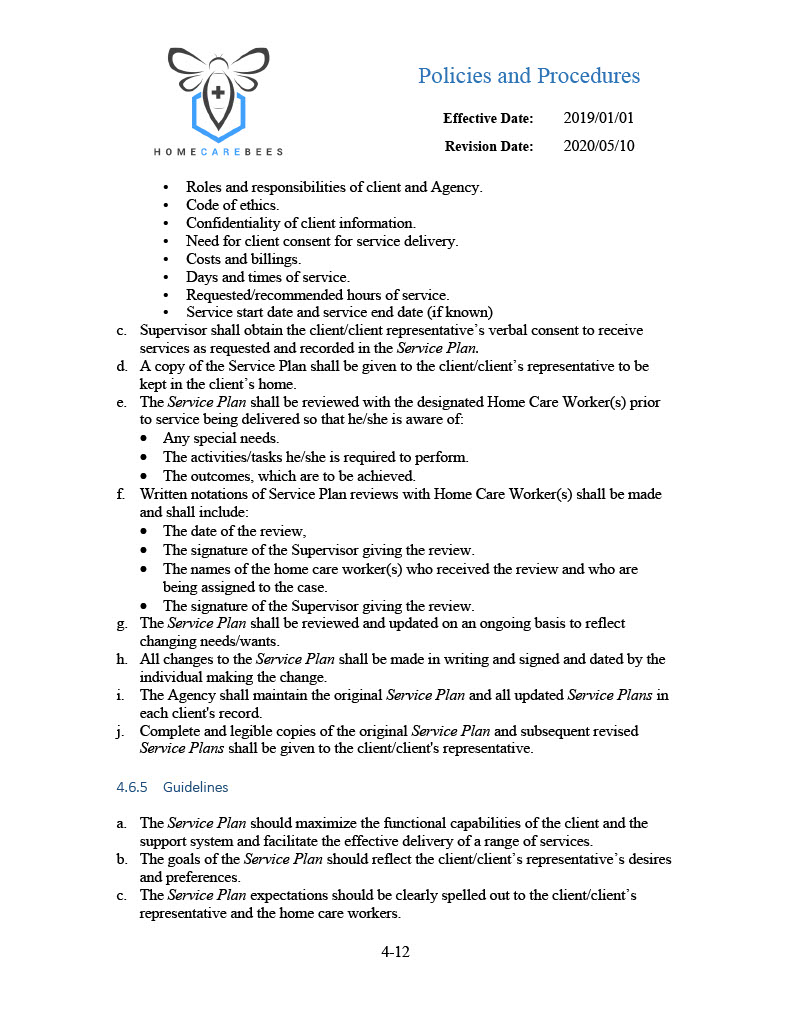 Policies and Procedures
Effective Date: 2019/01/01
Revision Date: 2020/05/10
HOMECAREBEES
• Roles and responsibilities of client and Agency.
• Code of ethics.
• Confidentiality of client information.
• Need for client consent for service delivery.
• Costs and billings.
• Days and times of service.
• Requested/recommended hours of service.
• Service start date and service end date (if known)
c. Supervisor shall obtain the client/client representative’s verbal consent to receive
services as requested and recorded in the Service Plan.
d. A copy of the Service Plan shall be given to the client/client’s representative to be
kept in the client’s home.
e. The Service Plan shall be reviewed with the designated Home Care Worker(s) prior
to service being delivered so that he/she is aware of:
• Any special needs.
• The activities/tasks he/she is required to perform.
• The outcomes, which are to be achieved.
f. Written notations of Service Plan reviews with Home Care Worker(s) shall be made
and shall include:
• The date of the review,
• The signature of the Supervisor giving the review.
• The names of the home care worker(s) who received the review and who are
being assigned to the case.
• The signature of the Supervisor giving the review.
g. The Service Plan shall be reviewed and updated on an ongoing basis to reflect
changing needs/wants.
h. All changes to the Service Plan shall be made in writing and signed and dated by the
individual making the change.
i. The Agency shall maintain the original Service Plan and all updated Service Plans in
each client's record.
j. Complete and legible copies of the original Service Plan and subsequent revised
Service Plans shall be given to the client/client's representative.
4.6.5 Guidelines
a. The Service Plan should maximize the functional capabilities of the client and the
support system and facilitate the effective delivery of a range of services.
b. The goals of the Service Plan should reflect the client/client’s representative’s desires
and preferences.
c. The Service Plan expectations should be clearly spelled out to the client/client’s
representative and the home care workers.
4-12